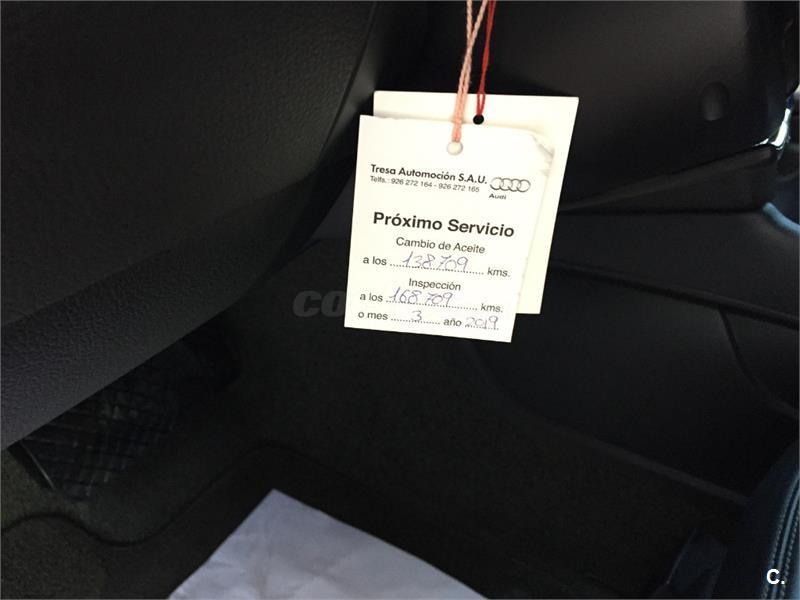 Tresa Automoción S.A.U.
Telfs.: 926 272 164 - 926 272 165
Audi
Próximo Servicio
Cambio de Aceite
a los 138709 kms.
Inspección
a los 168709 kms.
o mes 3 año 2019
co
C.